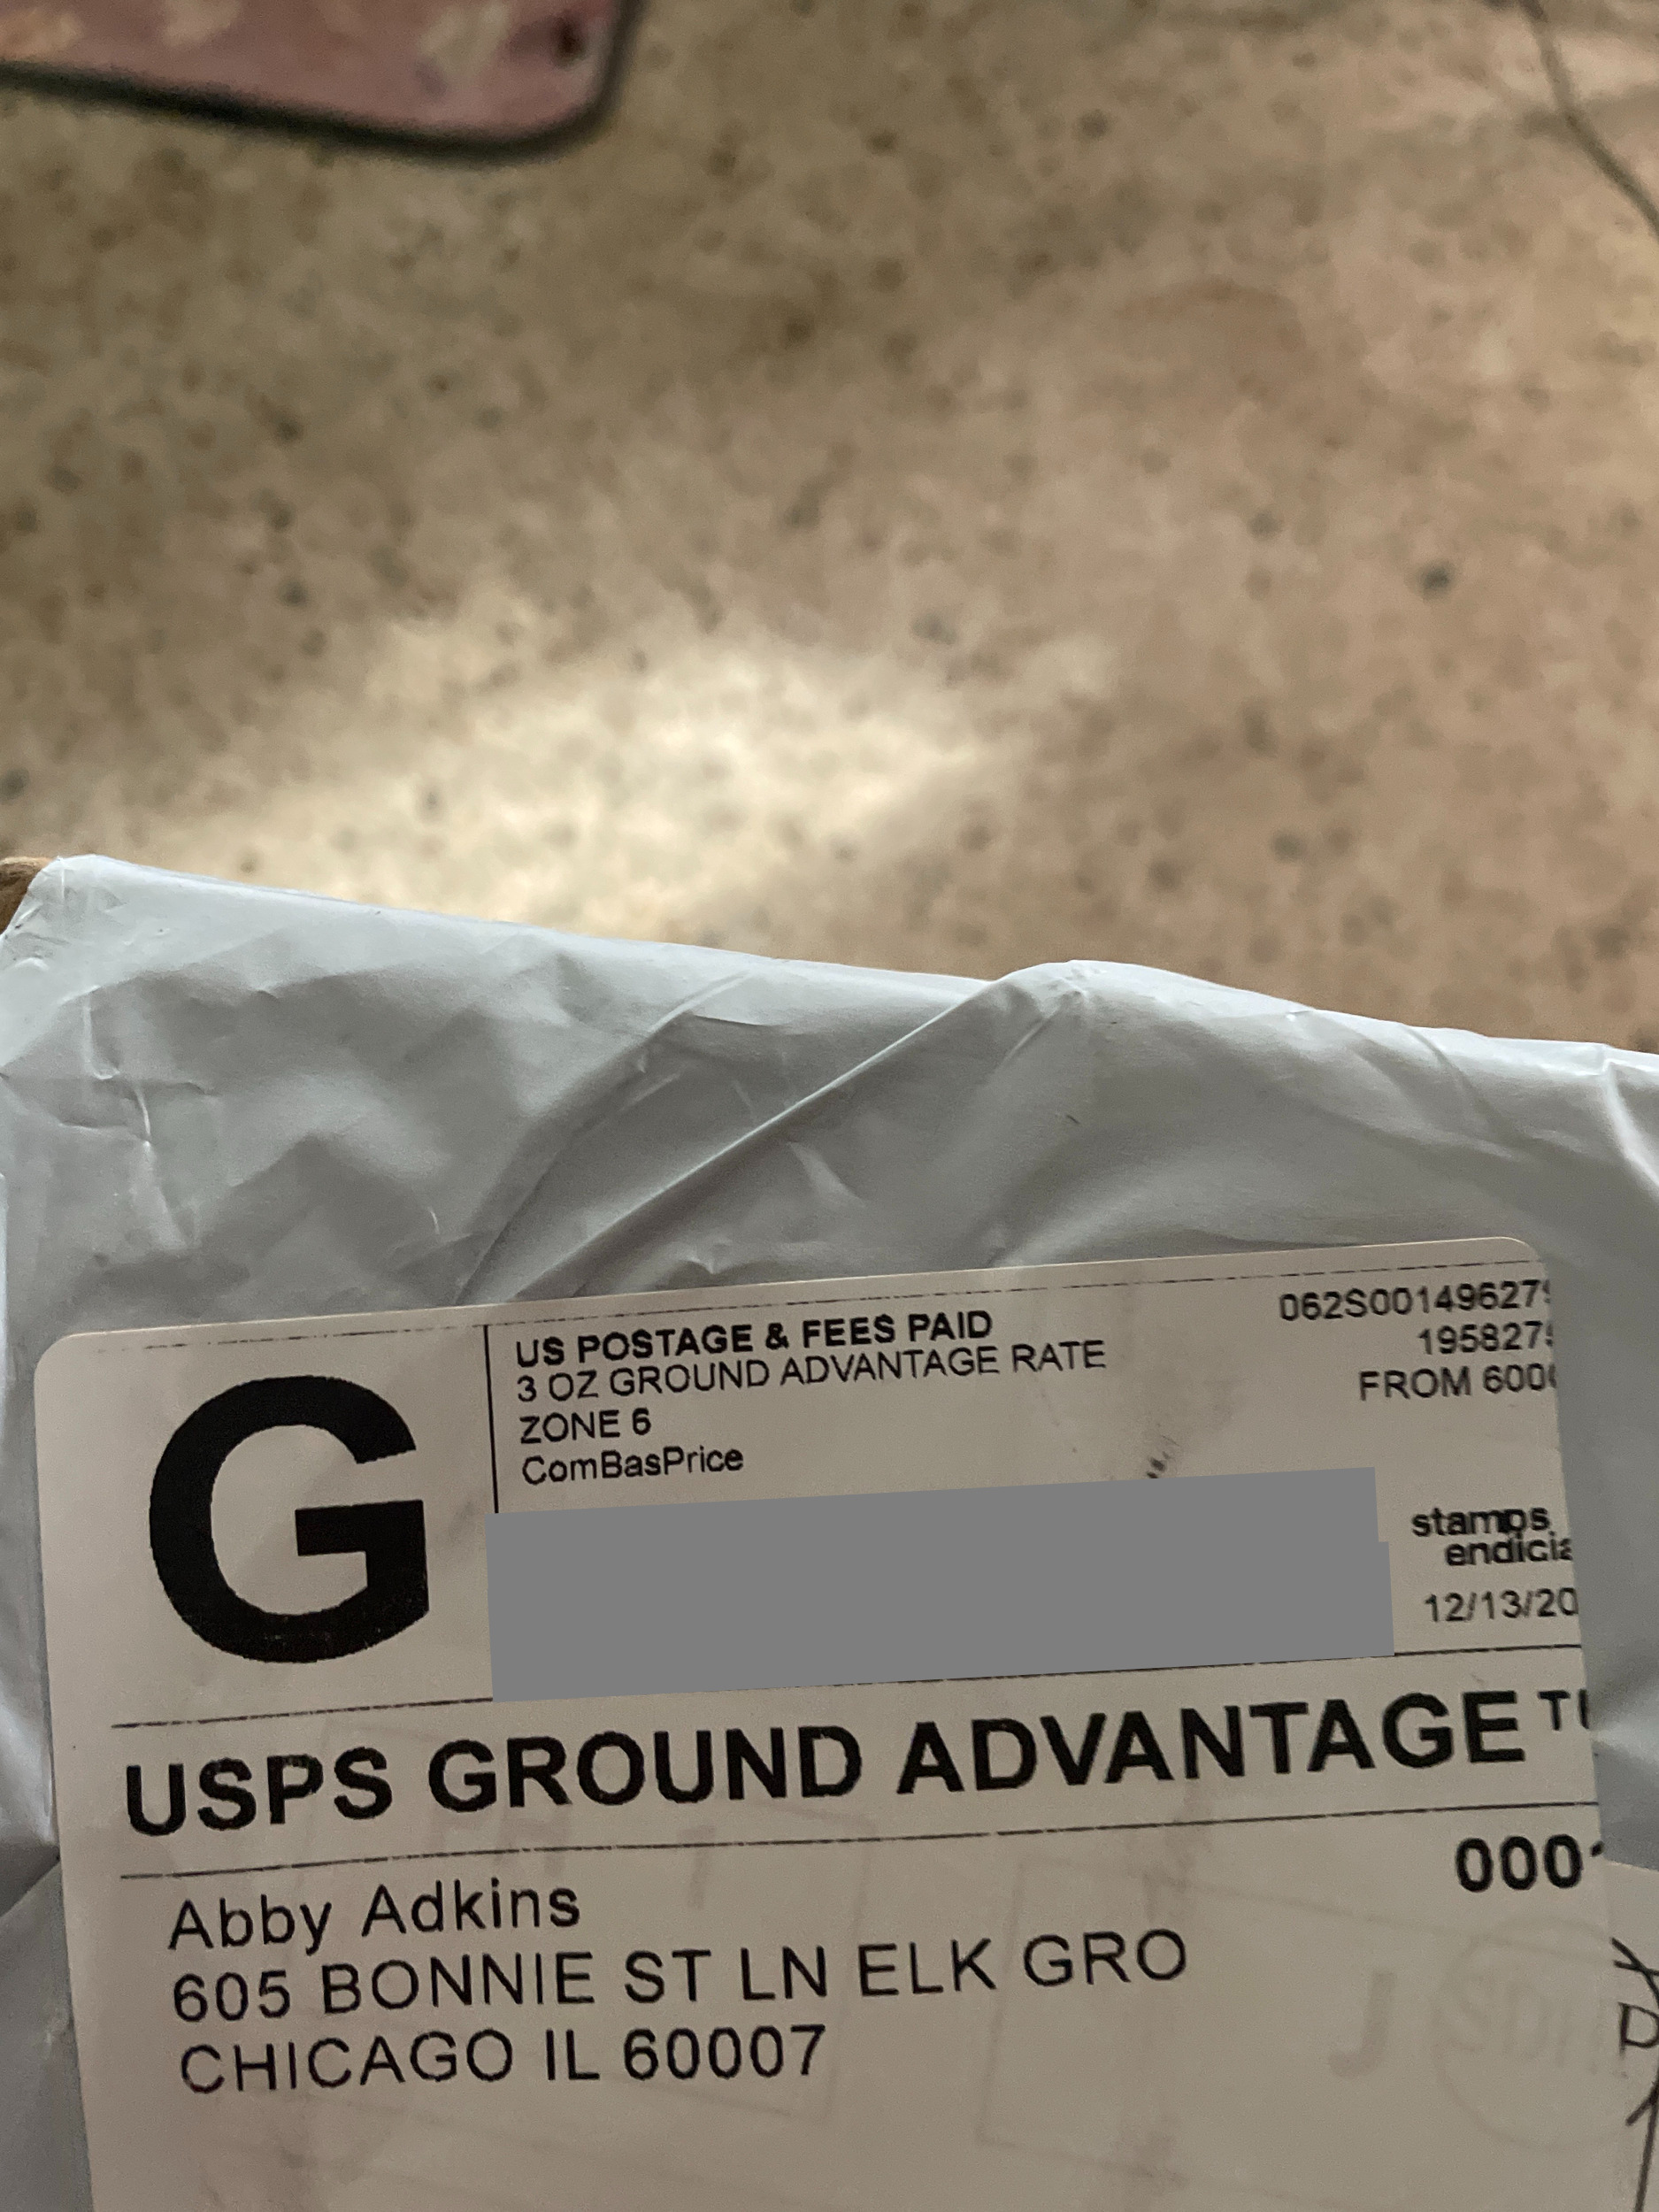 US POSTAGE & FEES PAID
3 OZ GROUND ADVANTAGE RATE
ZONE 6
ComBasPrice
062S00149627
195827
FROM 600
G
stamps
endicia
12/13/20
USPS GROUND ADVANTAGE™
000
Abby Adkins
605 BONNIE ST LN ELK GRO
CHICAGO IL 60007